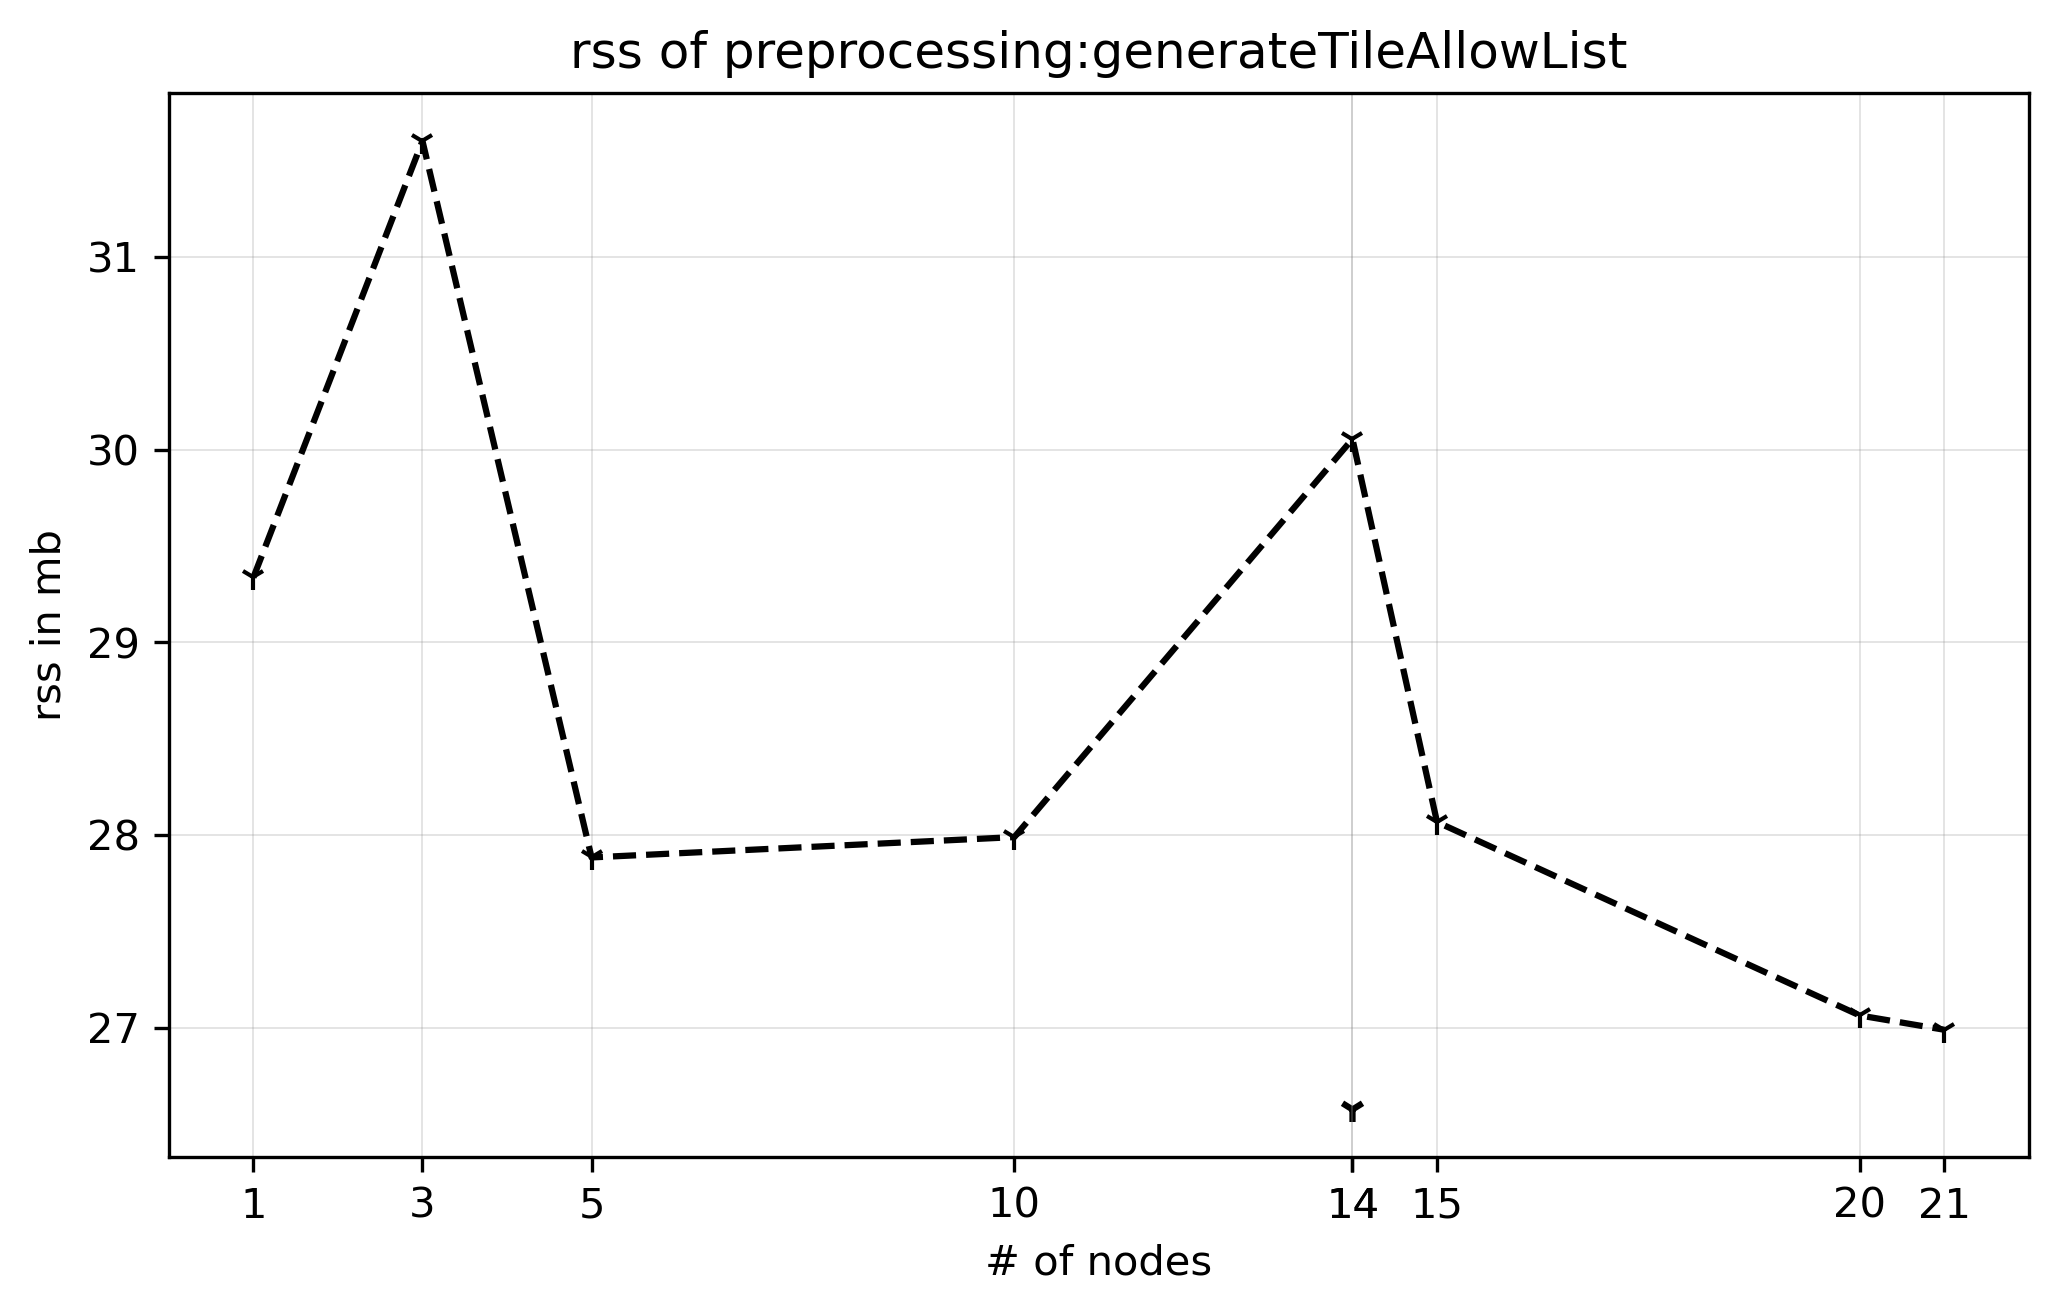 rss of preprocessing:generateTileAllowList
rss in mb
31
30
29
28
27
1 3 5 10 14 15 20 21
# of nodes